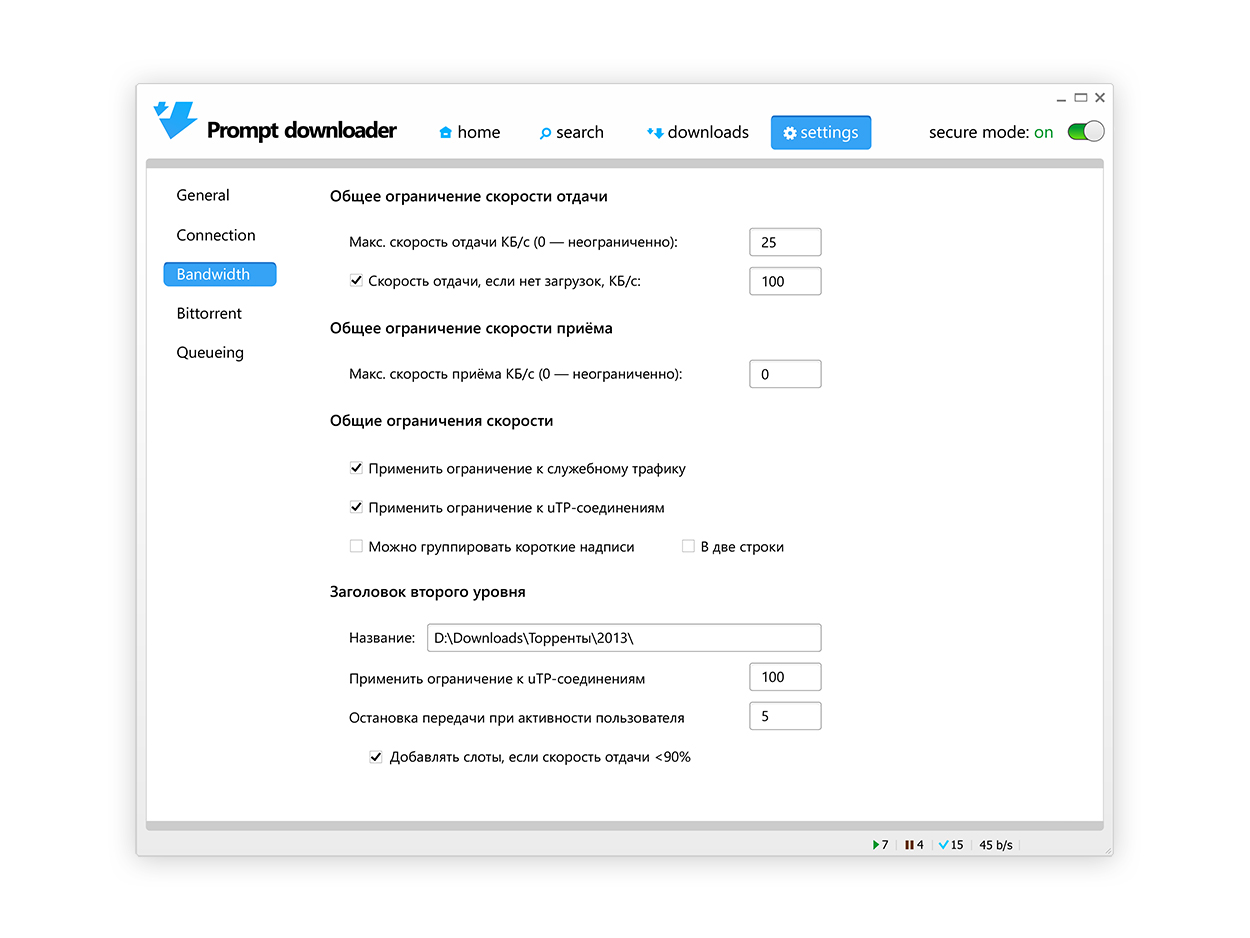 Prompt downloader
home
search
downloads
settings
secure mode: on
General
Connection
Bandwidth
Bittorrent
Queueing
Общее ограничение скорости отдачи
Макс. скорость отдачи КБ/с (0 — неограниченно): 25
Скорость отдачи, если нет загрузок, КБ/с: 100
Общее ограничение скорости приёма
Макс. скорость приёма КБ/с (0 — неограниченно): 0
Общие ограничения скорости
Применить ограничение к служебному трафику
Применить ограничение к uTP-соединениям
Можно группировать короткие надписи
В две строки
Заголовок второго уровня
Название: D:\Downloads\Торренты\2013\
Применить ограничение к uTP-соединениям 100
Остановка передачи при активности пользователя 5
Добавлять слоты, если скорость отдачи <90%
7 4 15 45 b/s